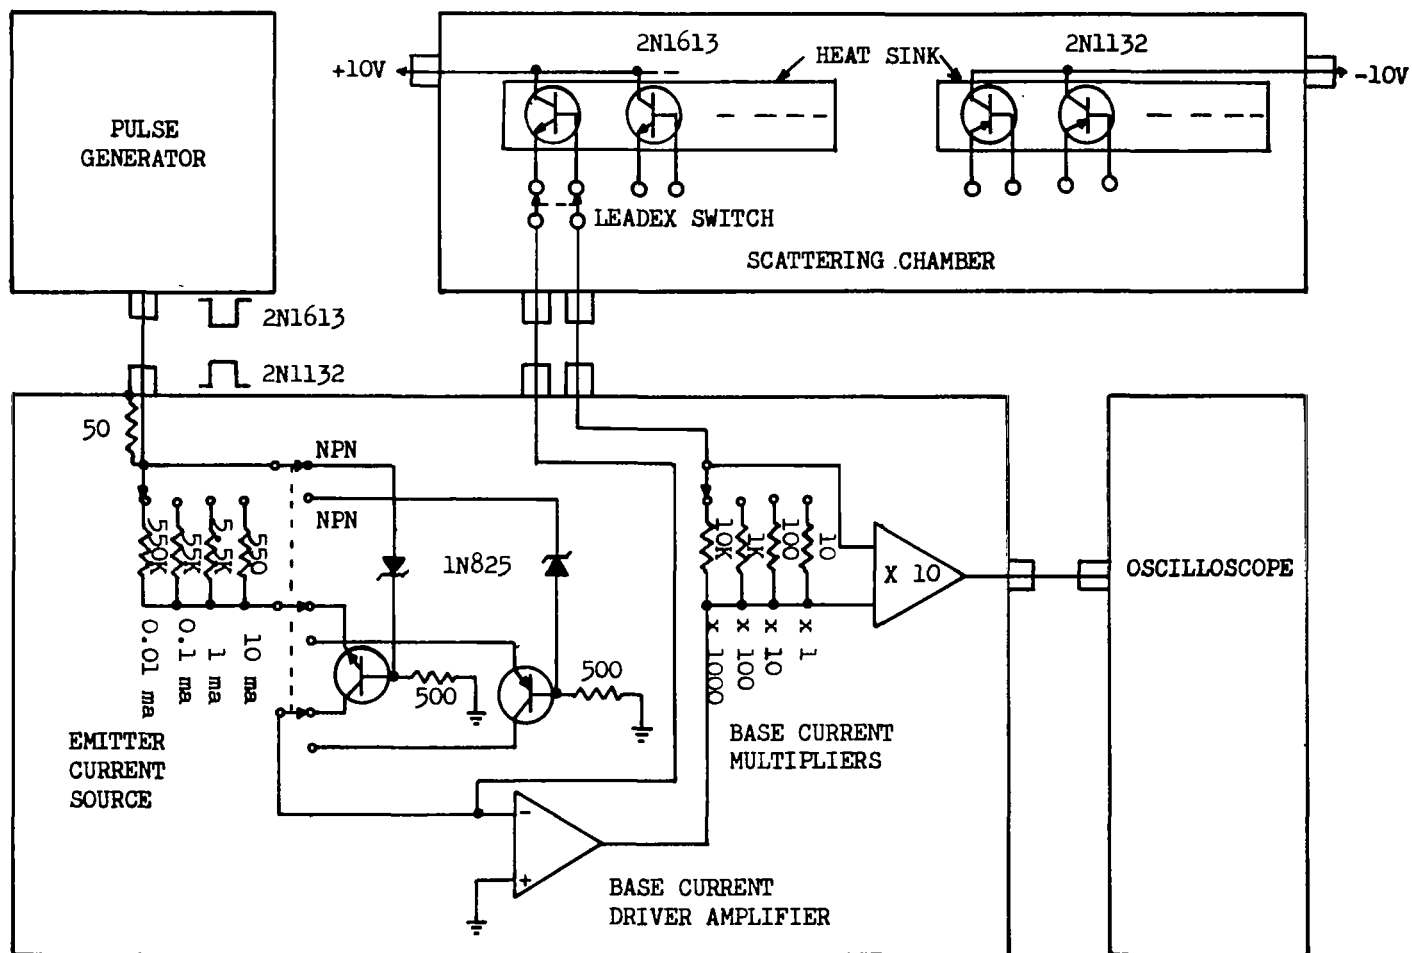 PULSE
GENERATOR
+10V
2N1613
HEAT SINK
2N1132
-10V
LEADEX SWITCH
SCATTERING CHAMBER
2N1613
2N1132
50
NPN
NPN
1N825
550K
55K
5.5K
550
0.01 ma
0.1 ma
1 ma
10 ma
500
500
EMITTER
CURRENT
SOURCE
10K
1K
100
10
x 1000
x 100
x 10
x 1
X 10
BASE CURRENT
MULTIPLIERS
-
+
BASE CURRENT
DRIVER AMPLIFIER
OSCILLOSCOPE